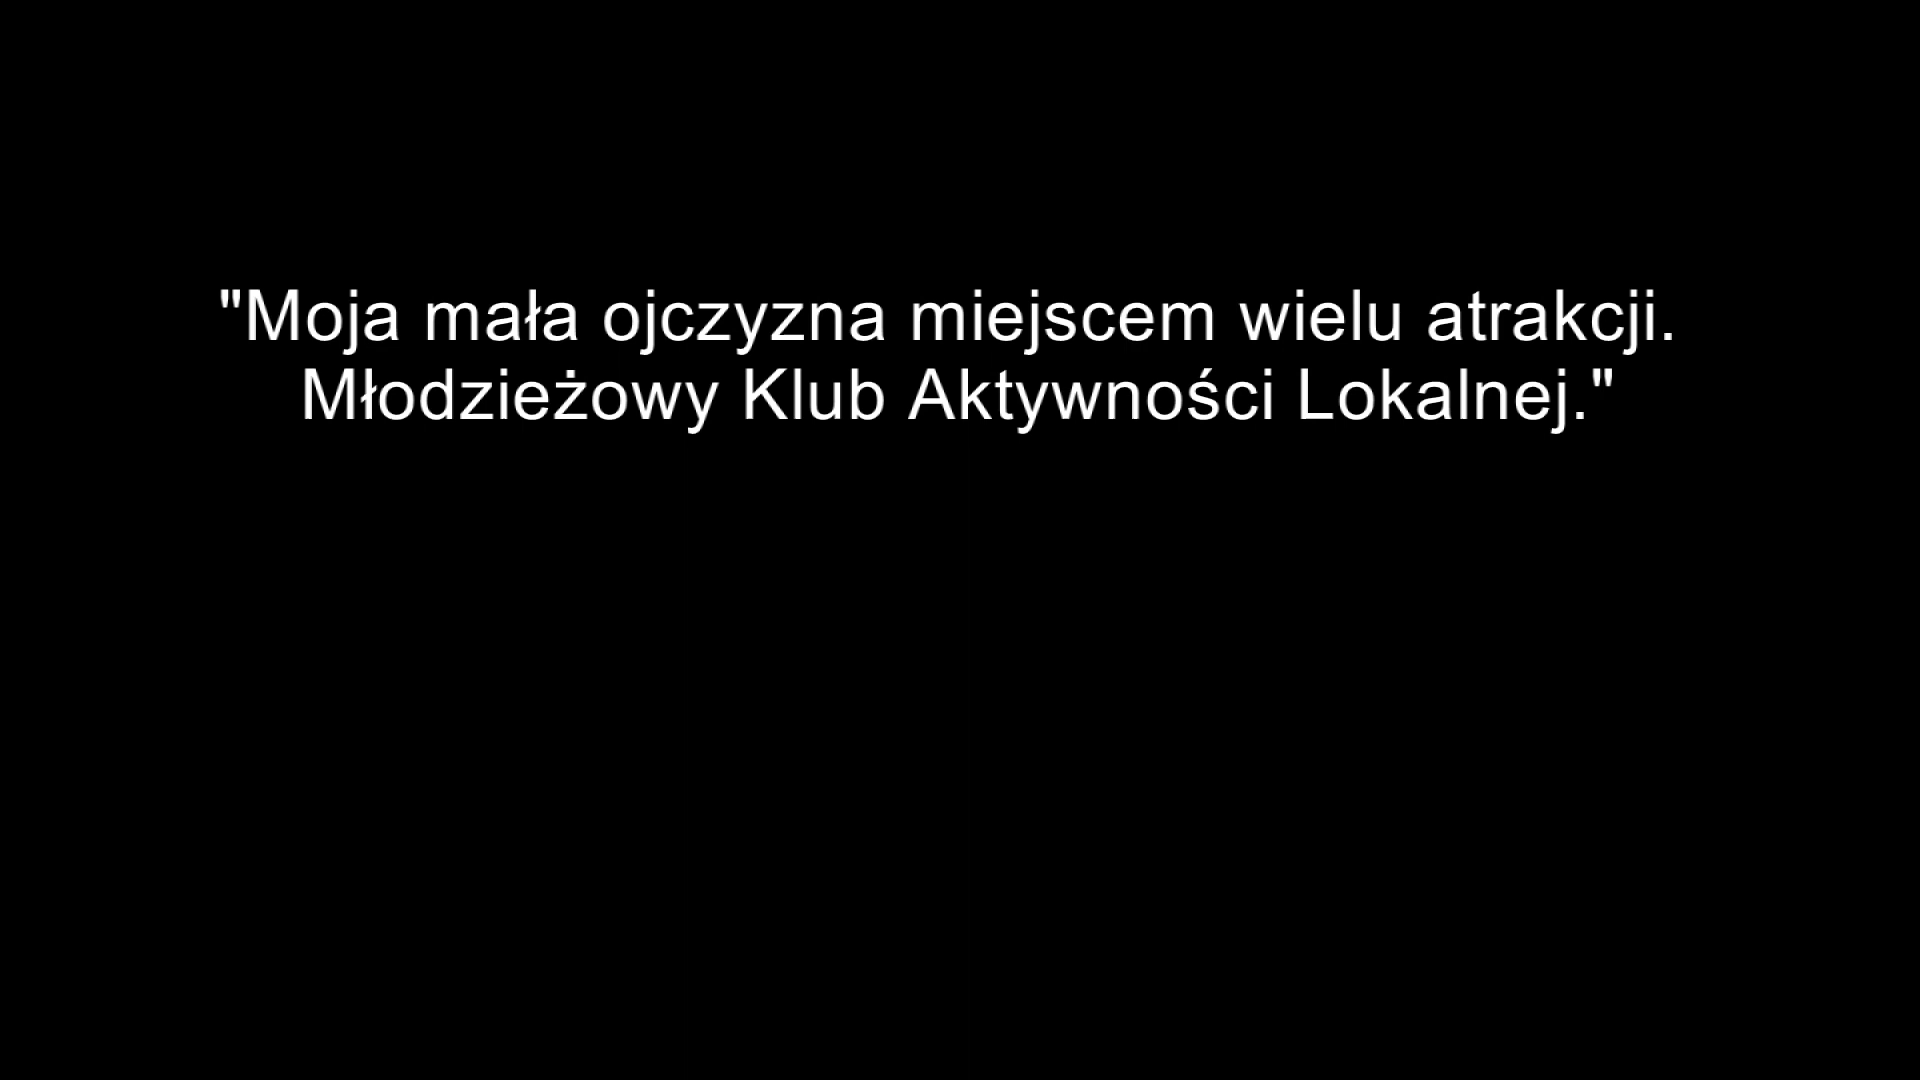 "Moja mała ojczyzna miejscem wielu atrakcji.
Młodzieżowy Klub Aktywności Lokalnej."